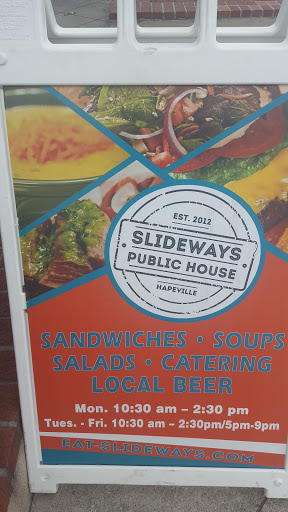 EST. 2012
SLIDEWAYS
PUBLIC HOUSE
HAPEVILLE
SANDWICHES • SOUPS
SALADS • CATERING
LOCAL BEER
Mon. 10:30 am – 2:30 pm
Tues. - Fri. 10:30 am – 2:30pm/5pm-9pm
EAT-SLIDEWAYS.COM